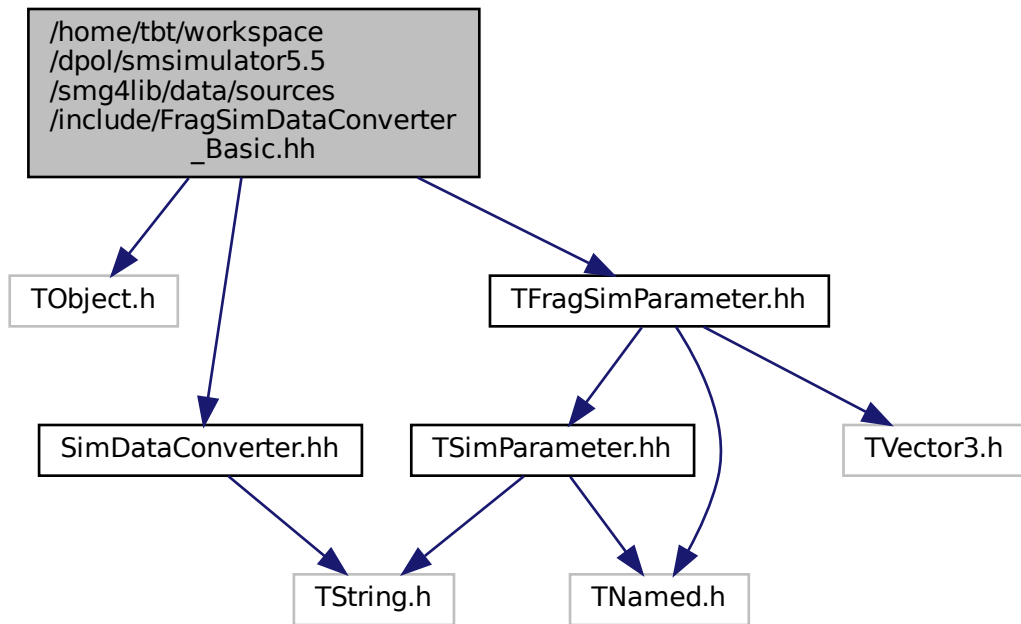 /home/tbt/workspace
/dpol/smsimulator5.5
/smg4lib/data/sources
/include/FragSimDataConverter
_Basic.hh
TObject.h
TFragSimParameter.hh
SimDataConverter.hh
TSimParameter.hh
TVector3.h
TString.h
TNamed.h